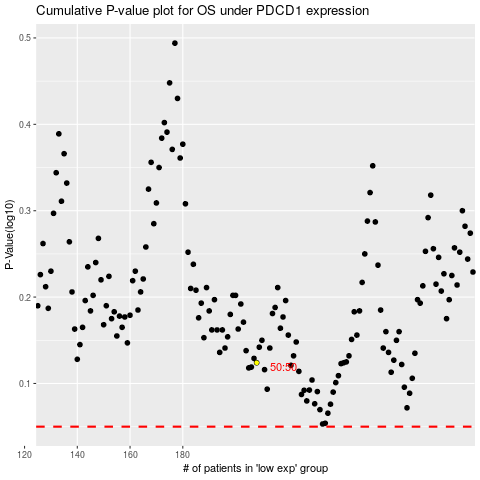 Cumulative P-value plot for OS under PDCD1 expression
P-Value(log10)
0.5
0.4
0.3
0.2
0.1
50:50
120 140 160 180
# of patients in 'low exp' group